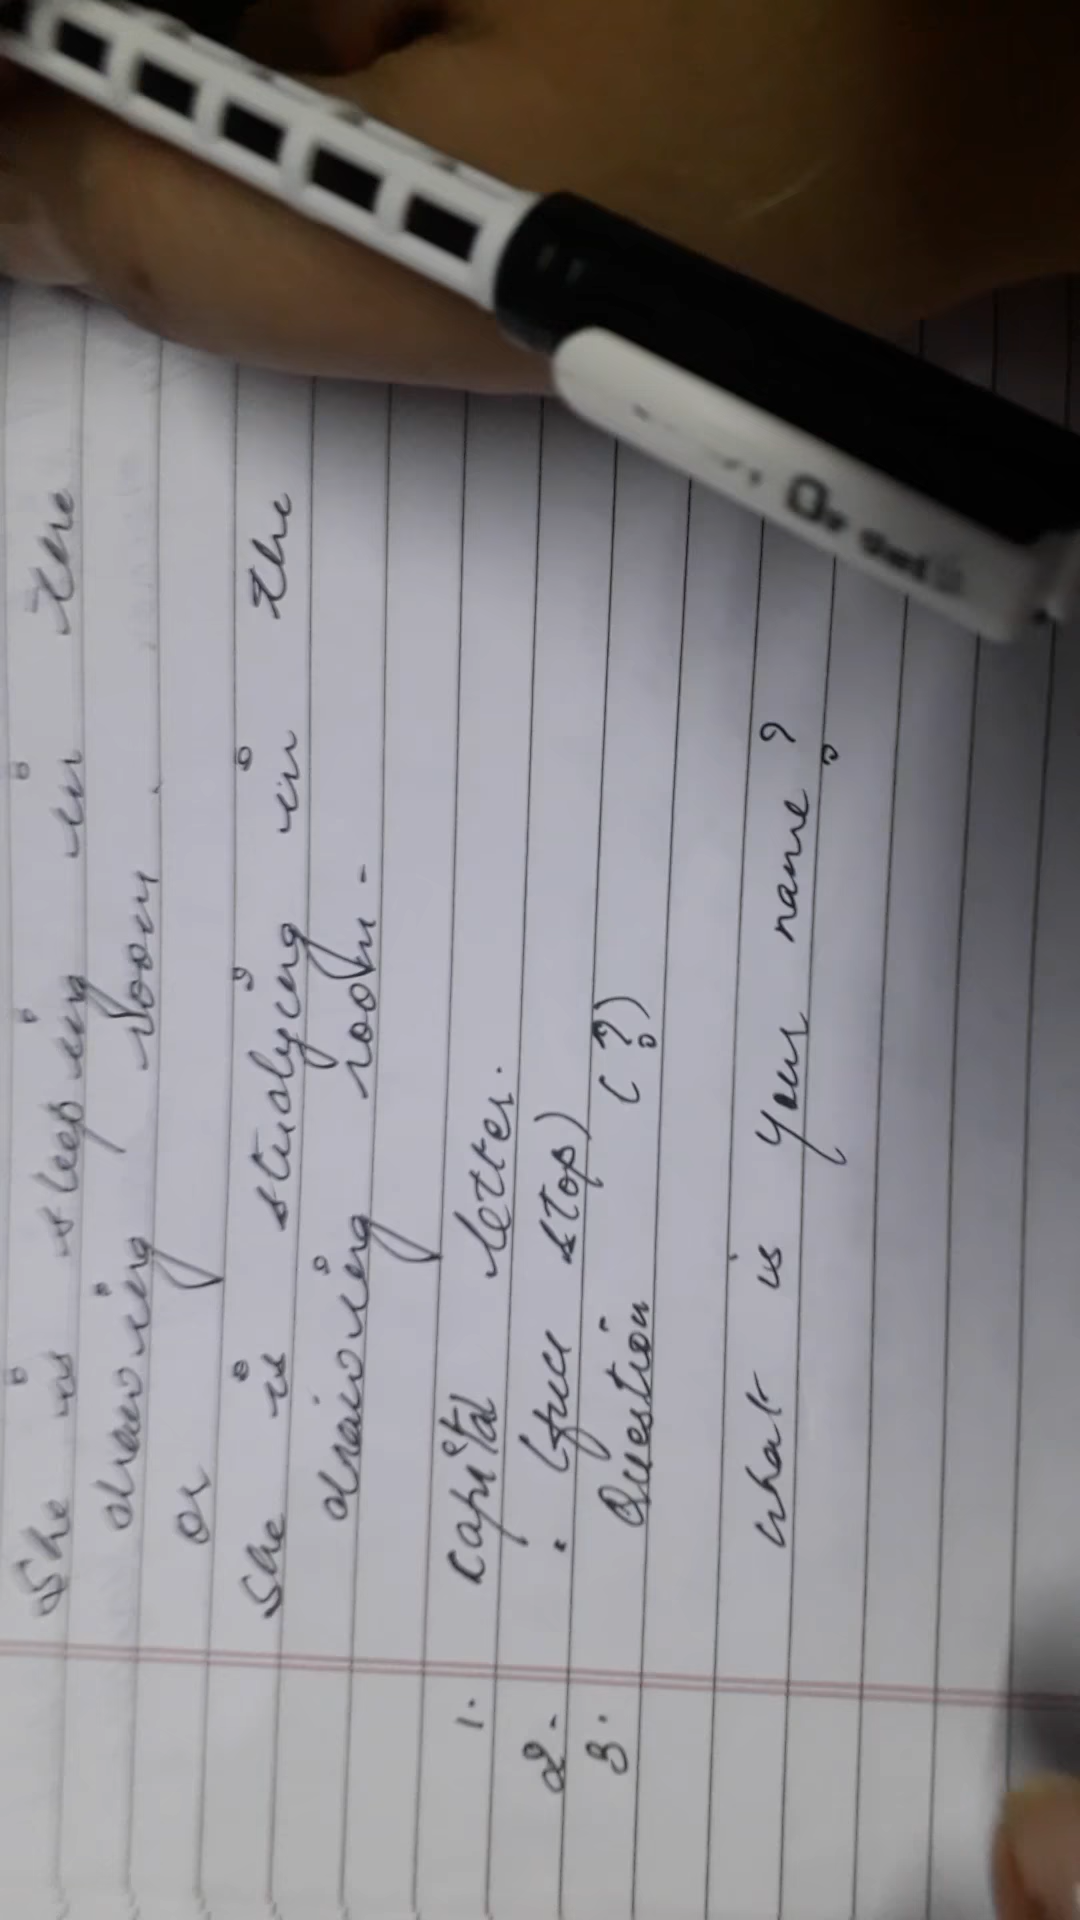 She is sleeping in the
drawing room.
or
She is studying in the
drawing room.
1. capital letter.
2. . (full stop)
3. Question (?)
what is your name?